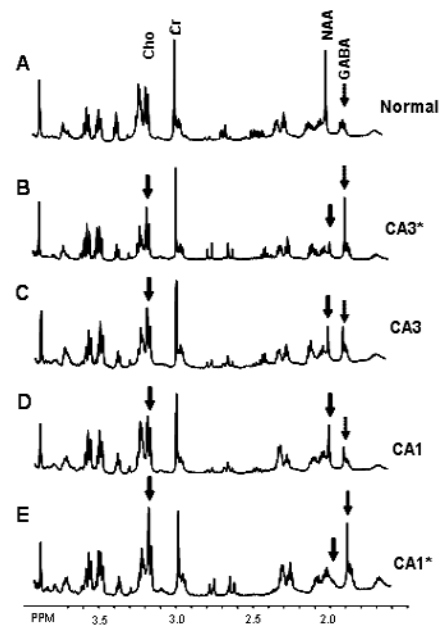 Cho
Cr
NAA
GABA
A
Normal
B
CA3*
C
CA3
D
CA1
E
CA1*
PPM 3.5 3.0 2.5 2.0